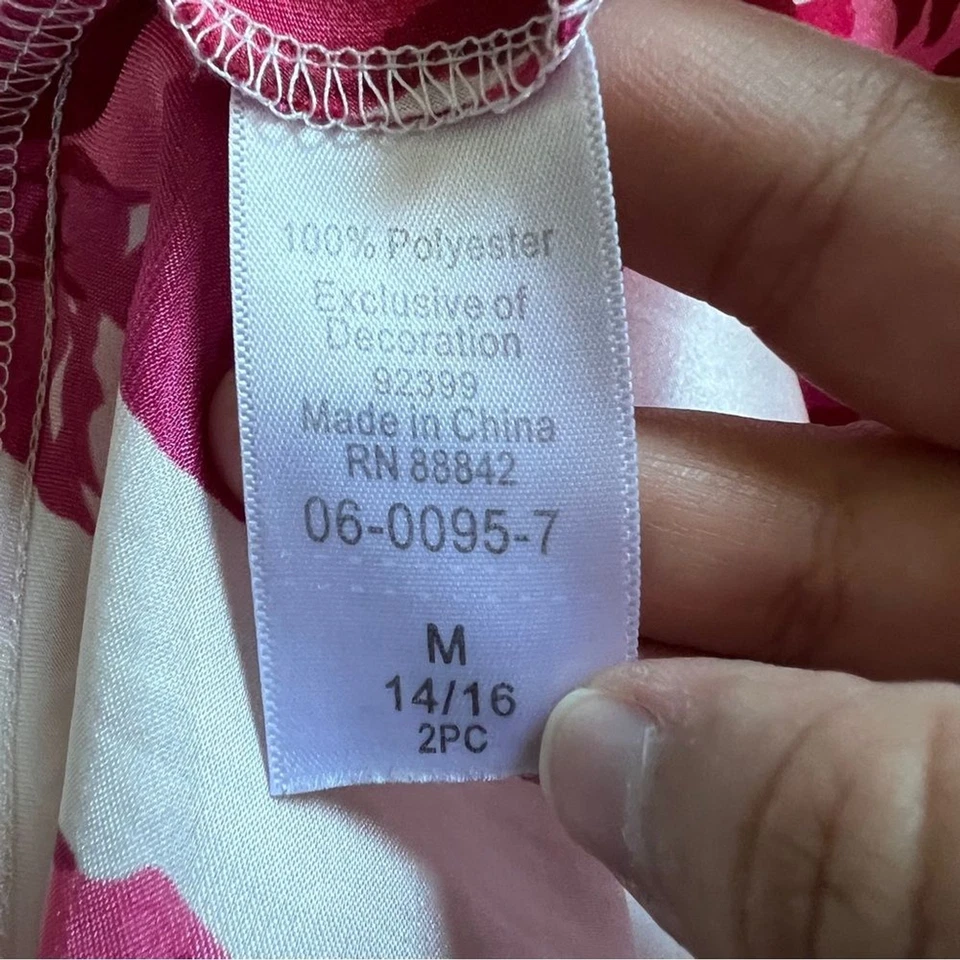 100% Polyester
Exclusive of
Decoration
92399
Made in China
RN 88842
06-0095-7
M
14/16
2PC